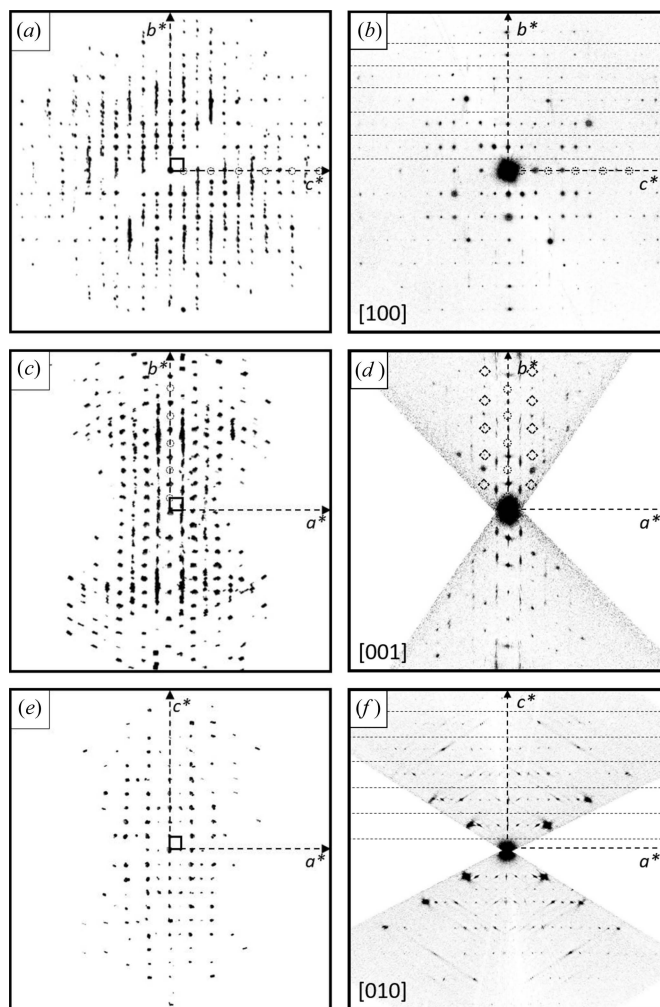 (a)
b*
c*
(b)
b*
c*
[100]
(c)
b*
a*
(d)
b*
a*
[001]
(e)
c*
a*
(f)
c*
a*
[010]